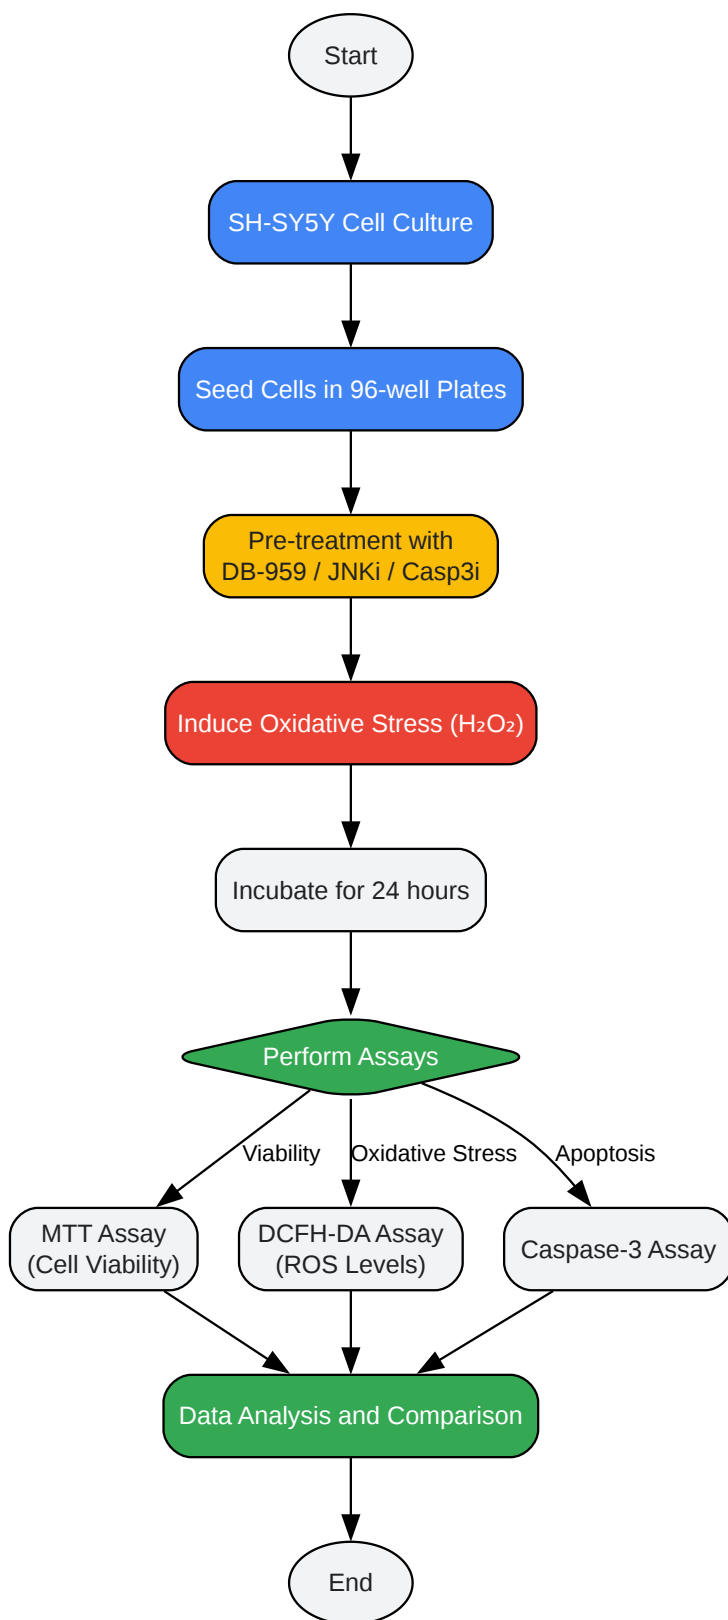 Start
SH-SY5Y Cell Culture
Seed Cells in 96-well Plates
Pre-treatment with
DB-959 / JNKi / Casp3i
Induce Oxidative Stress (H₂O₂)
Incubate for 24 hours
Perform Assays
Viability
Oxidative Stress
Apoptosis
MTT Assay
(Cell Viability)
DCFH-DA Assay
(ROS Levels)
Caspase-3 Assay
Data Analysis and Comparison
End